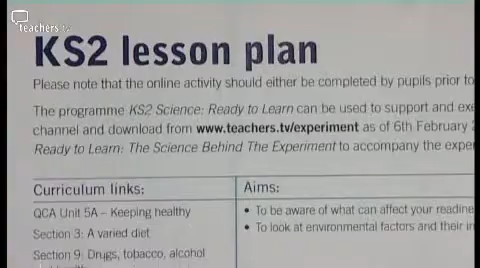 teachers tv
KS2 lesson plan
Please note that the online activity should either be completed by pupils prior to
The programme KS2 Science: Ready to Learn can be used to support and
channel and download from www.teachers.tv/experiment as of 6th February
Ready to Learn: The Science Behind The Experiment to accompany the
Curriculum links:
Aims:
QCA Unit 5A – Keeping healthy
Section 3: A varied diet
Section 9: Drugs, tobacco, alcohol
• To be aware of what can affect your
• To look at environmental factors and their